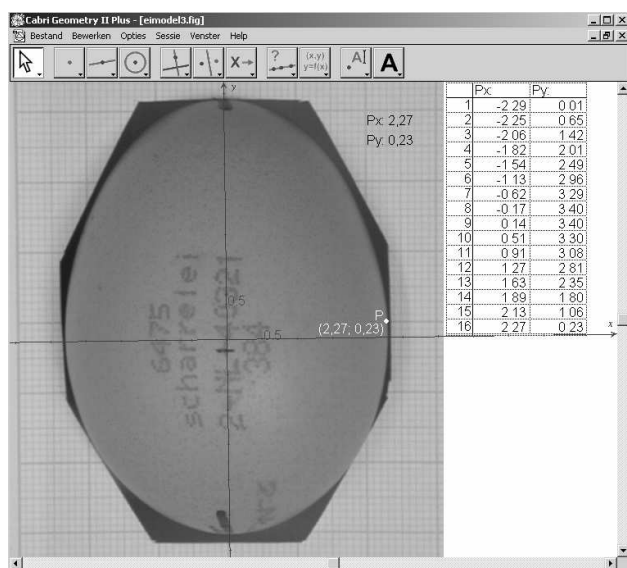 Cabri Geometry II Plus - [eimodel3.fig]
Bestand Bewerken Opties Sessie Venster Help
X→ ? (x,y) y=f(x) A A
y
Px: 2,27
Py: 0,23
Px: Py:
1 -2 29 0 01
2 -2 25 0 65
3 -2 06 1 42
4 -1 82 2 01
5 -1 54 2 49
6 -1 13 2 96
7 -0 62 3 29
8 -0 17 3 40
9 0 14 3 40
10 0 51 3 30
11 0 91 3 08
12 1 27 2 81
13 1 63 2 35
14 1 89 1 80
15 2 13 1 06
16 2 27 0 23
P
(2,27; 0,23)
x
0.5
0.5
6475
scharrelei